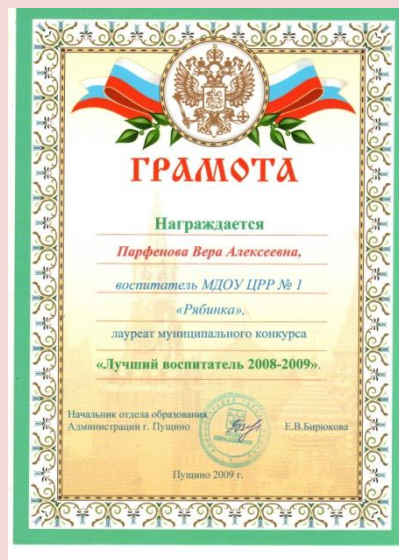 ГРАМОТА
Награждается
Парфенова Вера Алексеевна,
воспитатель МДОУ ЦРР № 1
«Рябинка»,
лауреат муниципального конкурса
«Лучший воспитатель 2008-2009».
Начальник отдела образования
Администрации г. Пущино Е.В.Бирюкова
Пущино 2009 г.